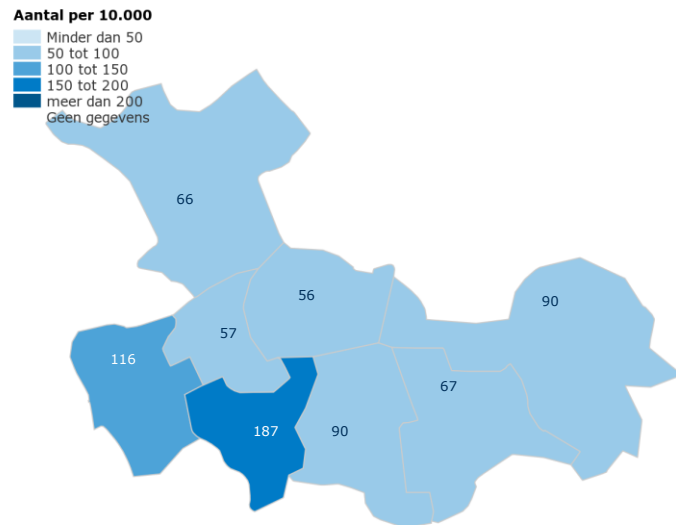 Aantal per 10.000
Minder dan 50
50 tot 100
100 tot 150
150 tot 200
meer dan 200
Geen gegevens
66
56
90
57
116
67
187
90